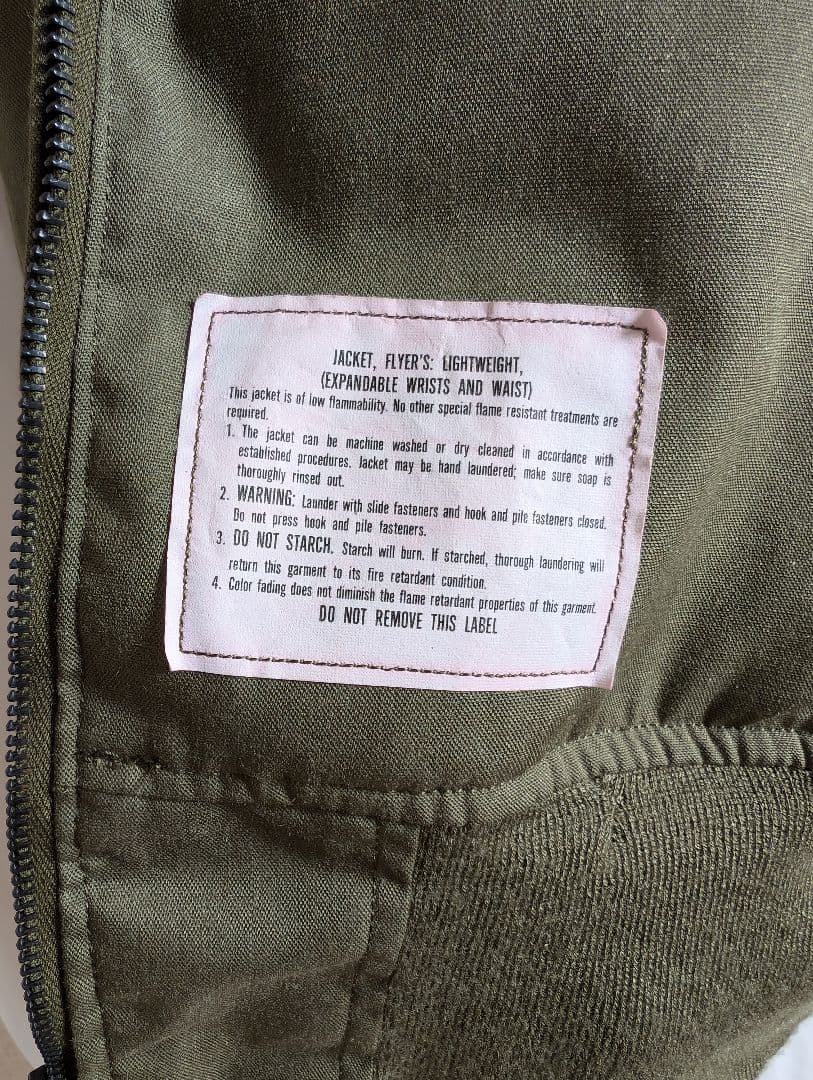 JACKET, FLYER'S: LIGHTWEIGHT,
(EXPANDABLE WRISTS AND WAIST)
This jacket is of low flammability. No other special flame resistant treatments are
required.
1. The jacket can be machine washed or dry cleaned in accordance with
established procedures. Jacket may be hand laundered; make sure soap is
thoroughly rinsed out.
2. WARNING: Launder with slide fasteners and hook and pile fasteners closed.
Do not press hook and pile fasteners.
3. DO NOT STARCH. Starch will burn. If starched, thorough laundering will
return this garment to its fire retardant condition.
4. Color fading does not diminish the flame retardant properties of this garment.
DO NOT REMOVE THIS LABEL